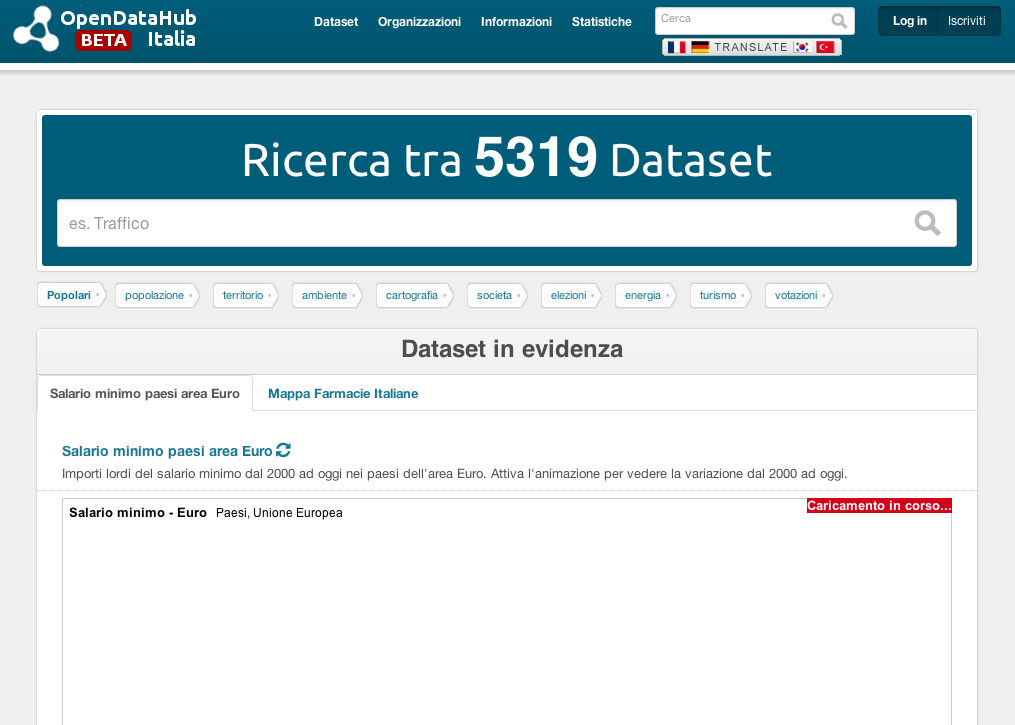 OpenDataHub
BETA Italia
Dataset Organizzazioni Informazioni Statistiche
Cerca
TRANSLATE
Log in Iscriviti
Ricerca tra 5319 Dataset
es. Traffico
Popolari popolazione territorio ambiente cartografia societa elezioni energia turismo votazioni
Dataset in evidenza
Salario minimo paesi area Euro Mappa Farmacie Italiane
Salario minimo paesi area Euro
Importi lordi del salario minimo dal 2000 ad oggi nei paesi dell'area Euro. Attiva l'animazione per vedere la variazione dal 2000 ad oggi.
Salario minimo - Euro Paesi, Unione Europea
Caricamento in corso...